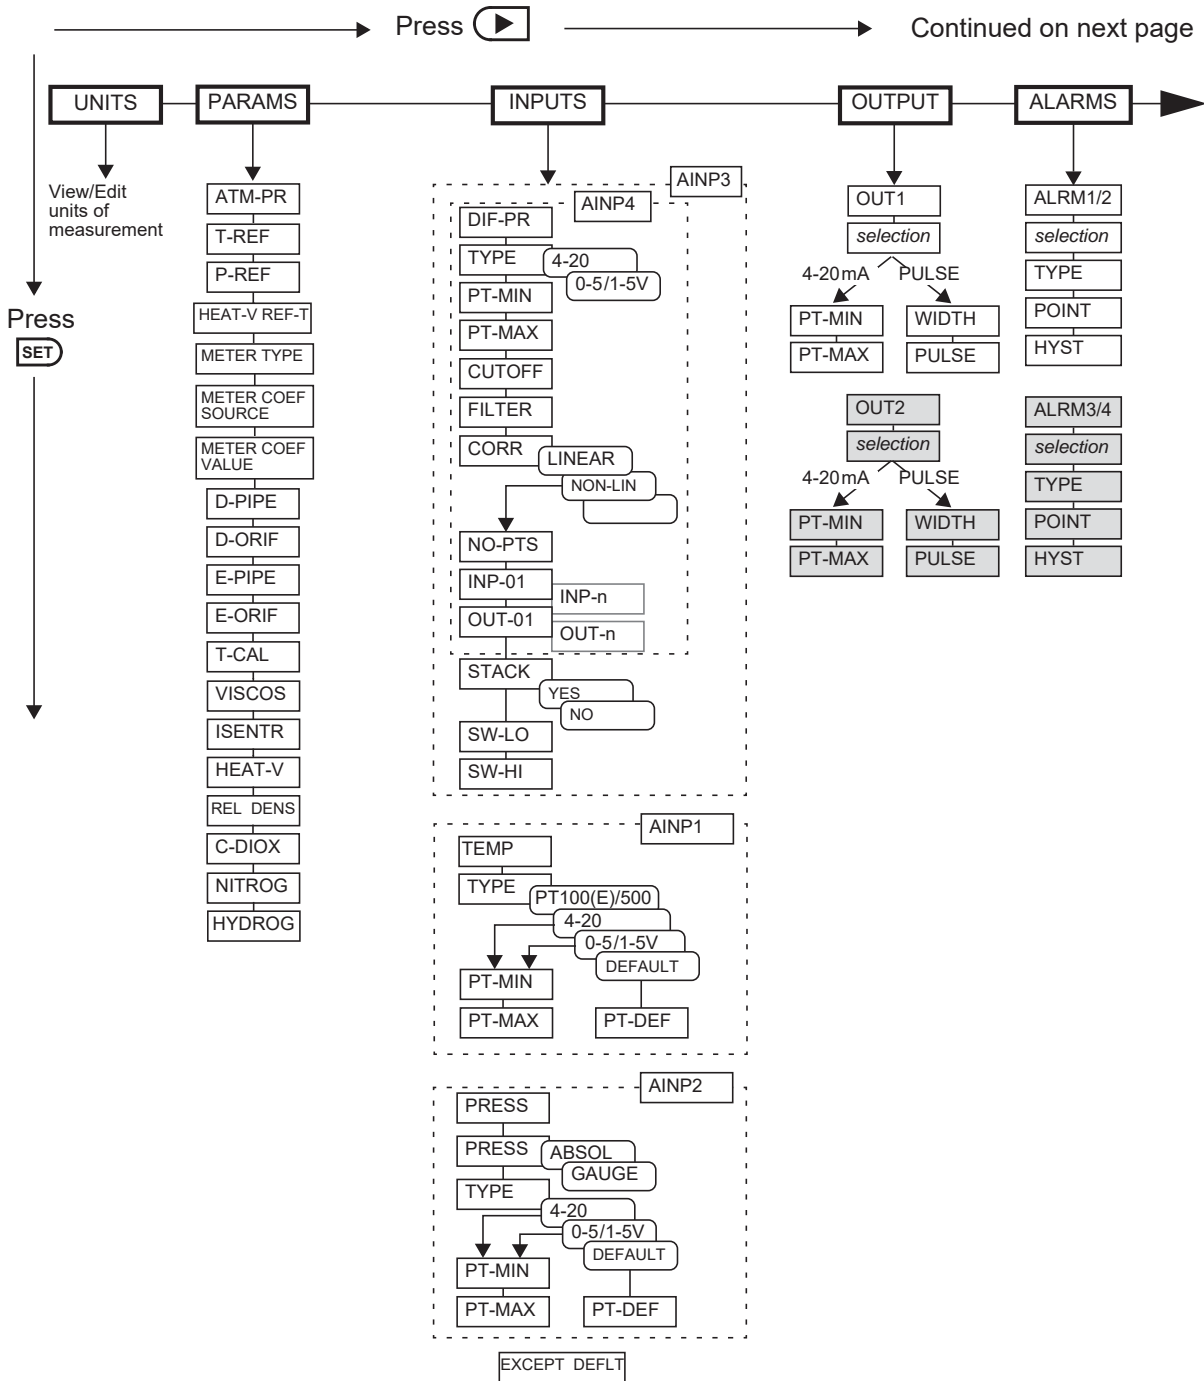 Press
Continued on next page
UNITS
PARAMS
INPUTS
OUTPUT
ALARMS
Press
SET
View/Edit
units of
measurement
ATM-PR
T-REF
P-REF
HEAT-V REF-T
METER TYPE
METER COEF
SOURCE
METER COEF
VALUE
D-PIPE
D-ORIF
E-PIPE
E-ORIF
T-CAL
VISCOS
ISENTR
HEAT-V
REL DENS
C-DIOX
NITROG
HYDROG
AINP3
AINP4
DIF-PR
TYPE
4-20
0-5/1-5V
PT-MIN
PT-MAX
CUTOFF
FILTER
CORR
LINEAR
NON-LIN
NO-PTS
INP-01
INP-n
OUT-01
OUT-n
STACK
YES
NO
SW-LO
SW-HI
AINP1
TEMP
TYPE
PT100(E)/500
4-20
0-5/1-5V
DEFAULT
PT-MIN
PT-MAX
PT-DEF
AINP2
PRESS
PRESS
ABSOL
GAUGE
TYPE
4-20
0-5/1-5V
DEFAULT
PT-MIN
PT-MAX
PT-DEF
EXCEPT DEFLT
OUT1
selection
4-20mA
PULSE
PT-MIN
WIDTH
PT-MAX
PULSE
OUT2
selection
4-20mA
PULSE
PT-MIN
WIDTH
PT-MAX
PULSE
ALRM1/2
selection
TYPE
POINT
HYST
ALRM3/4
selection
TYPE
POINT
HYST